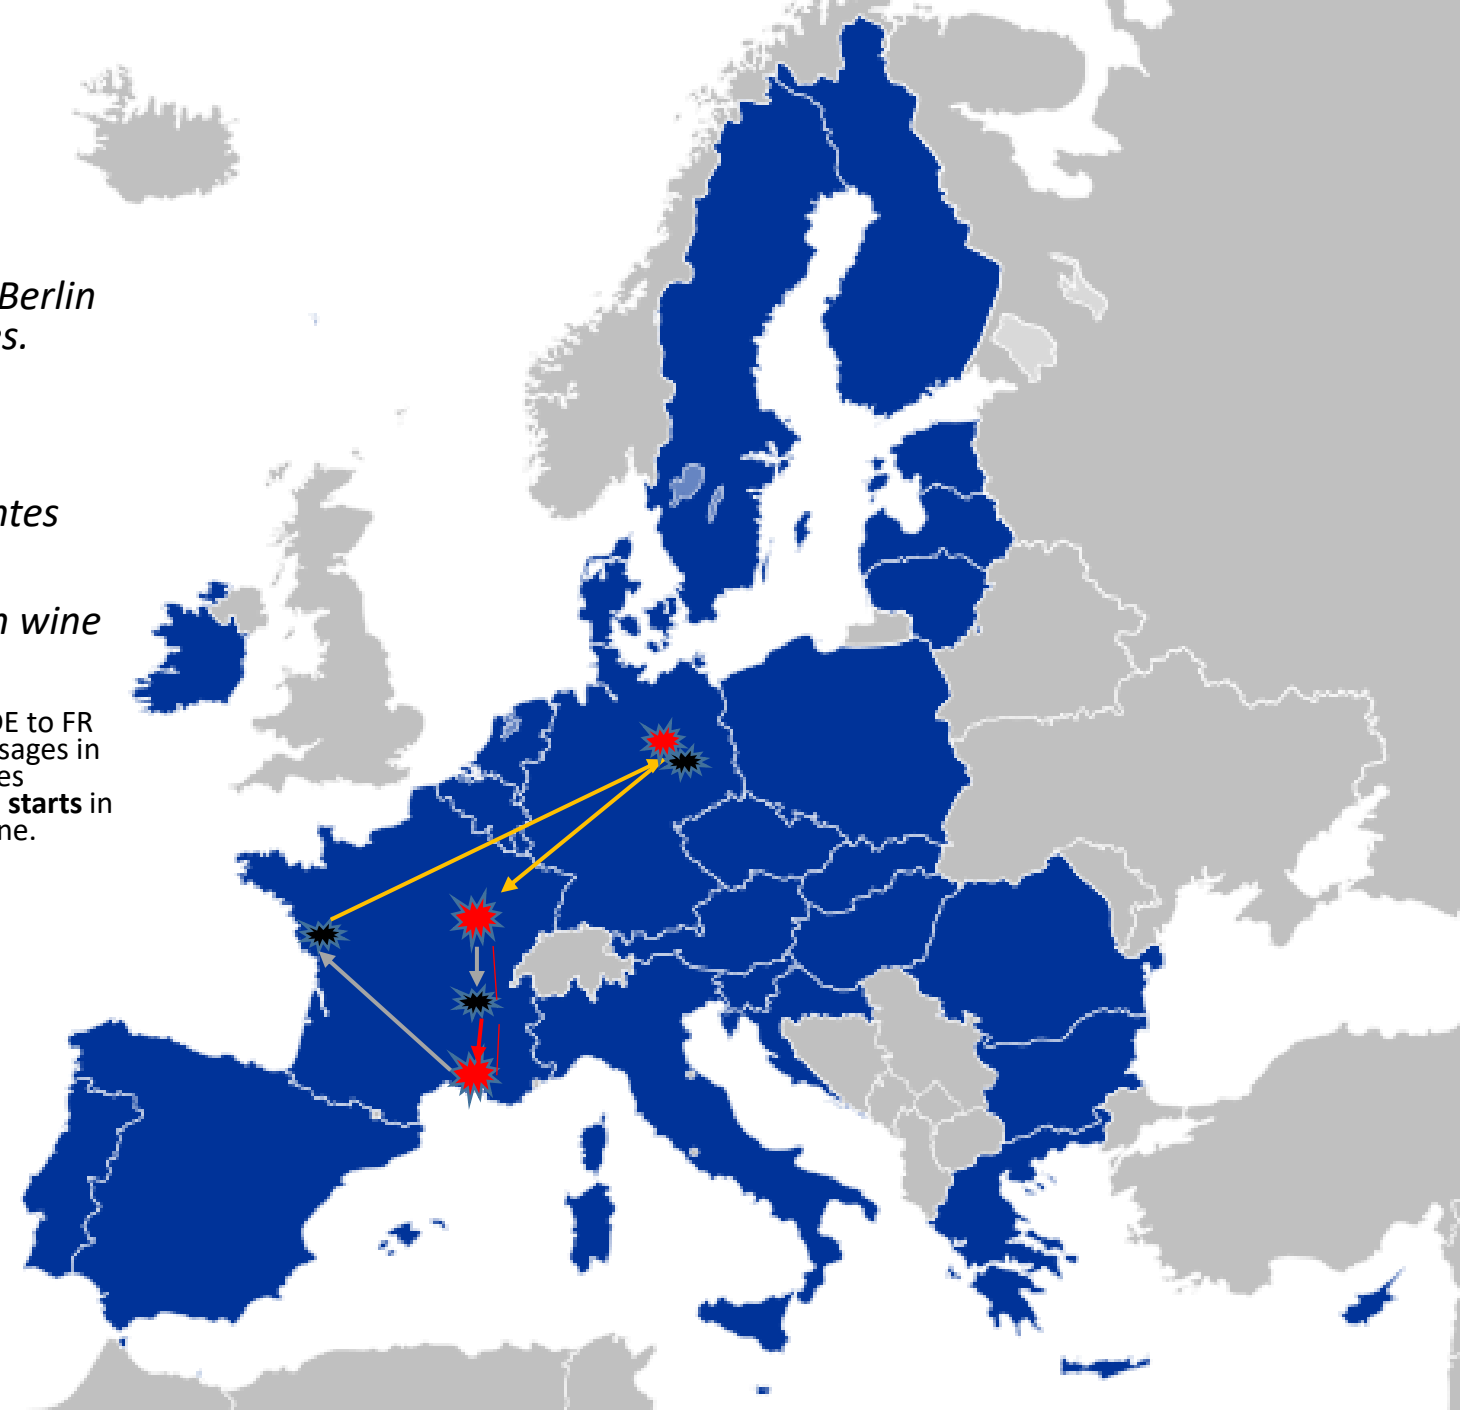 Berlin
s.
ntes
n wine
DE to FR
sages in
es
starts in
ne.